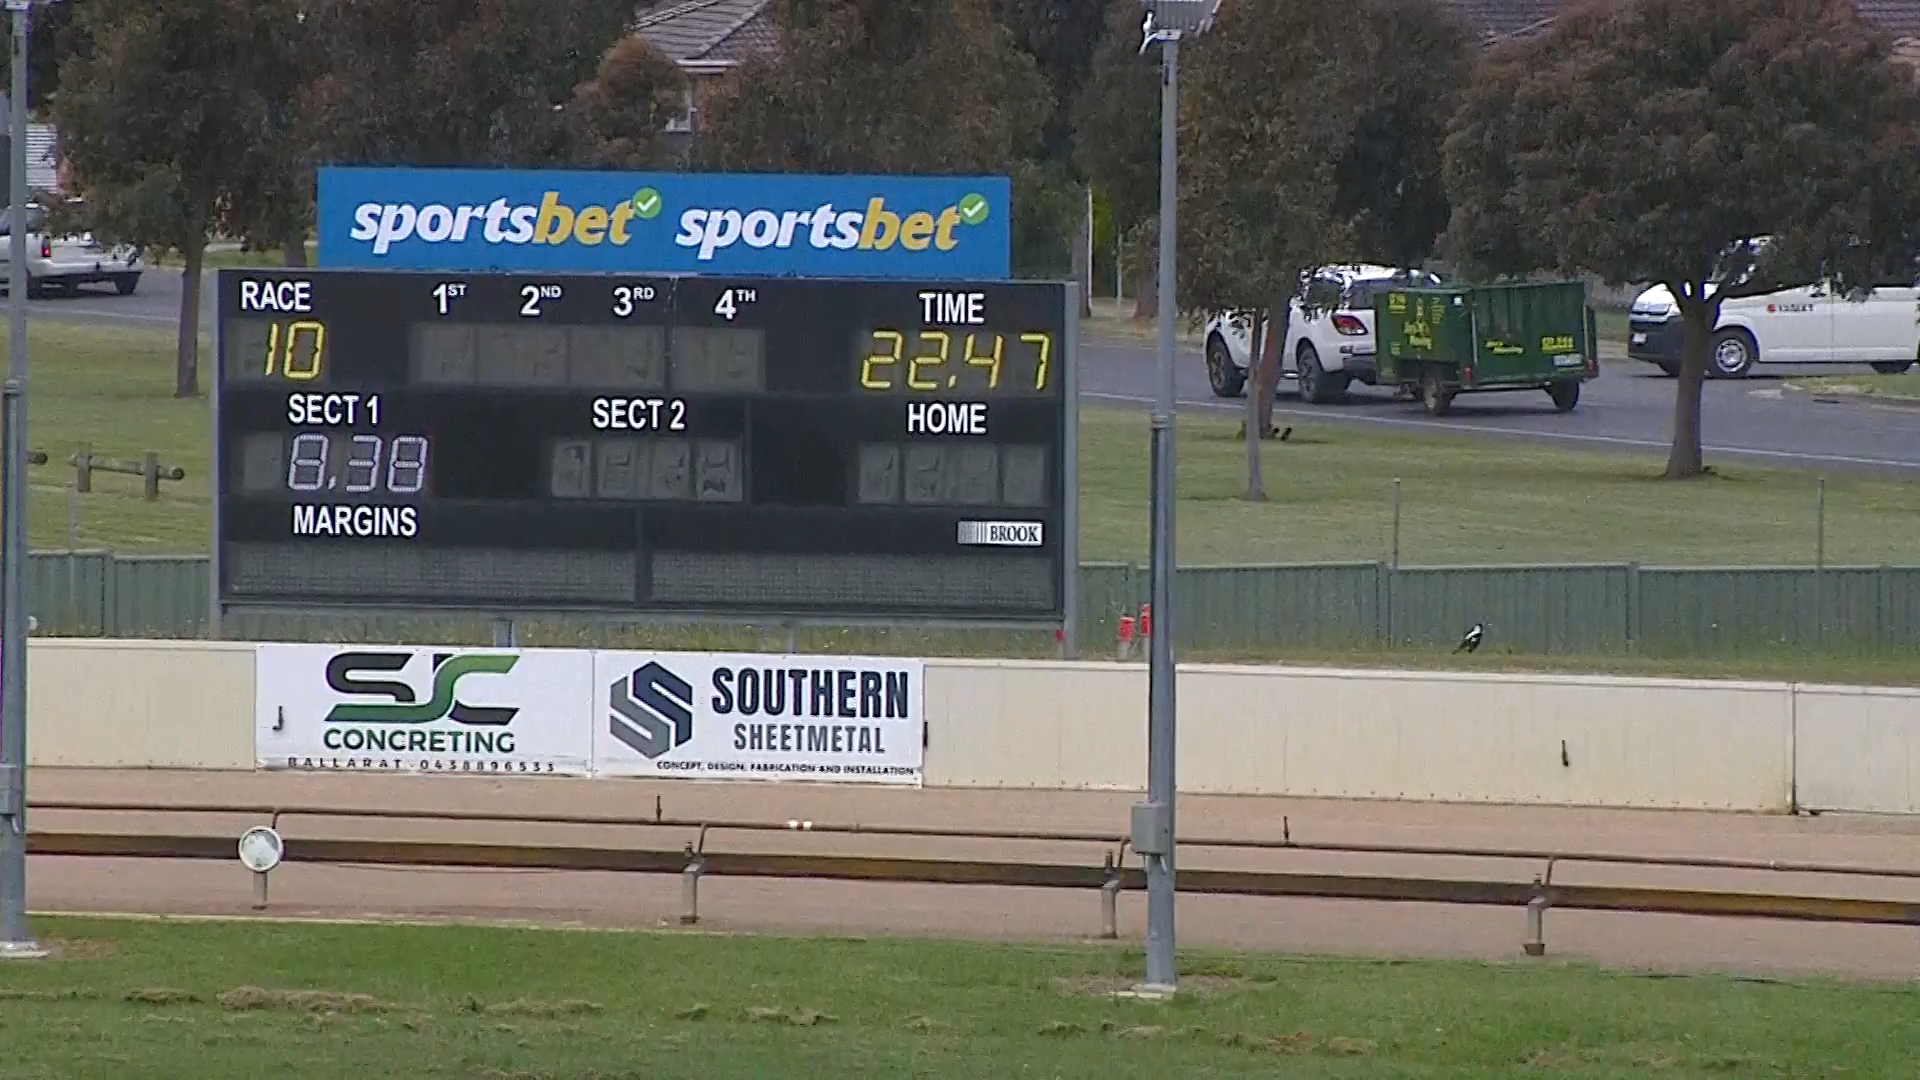 sportsbet sportsbet
RACE 1ST 2ND 3RD 4TH TIME
10 22.47
SECT 1 SECT 2 HOME
8.38
MARGINS
BROOK
SJC
CONCRETING
BALLARAT-0438896533
SOUTHERN
SHEETMETAL
CONCEPT, DESIGN, FABRICATION AND INSTALLATION